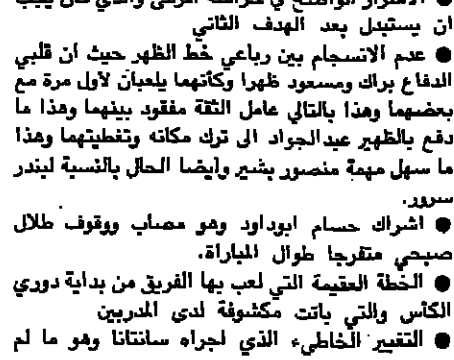 ان يستبدل بعد الهدف الثاني
● عدم الانسجام بين رباعي خط الظهر حيث ان قلبي
الدفاع براك ومسعود ظهرا وكأنهما يلعبان لاول مرة مع
بعضهما وهذا بالتالي عامل الثقة مفقود بينهما وهذا ما
دفع بالظهير عبدالجواد الى ترك مكانه وتغطيتهما وهذا
ما سهل مهمة منصور بشير وايضا الحال بالنسبة لبندر
سرور.
● اشراك حسام ابوداود وهو مصاب ووقوف طلال
صبحي متفرجا طوال المباراة.
● الخطة العقيمة التي لعب بها الفريق من بداية دوري
الكأس والتي باتت مكشوفة لدى المدربين
● التغيير الخاطيء الذي اجراه سانتانا وهو ما لم